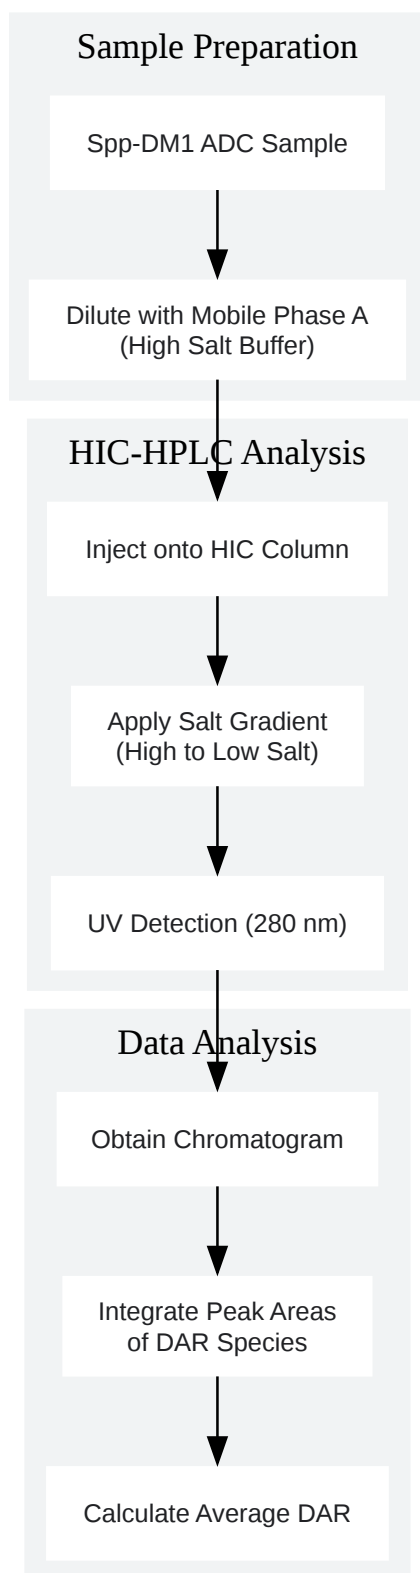 Sample Preparation
Spp-DM1 ADC Sample
Dilute with Mobile Phase A
(High Salt Buffer)
HIC-HPLC Analysis
Inject onto HIC Column
Apply Salt Gradient
(High to Low Salt)
UV Detection (280 nm)
Data Analysis
Obtain Chromatogram
Integrate Peak Areas
of DAR Species
Calculate Average DAR